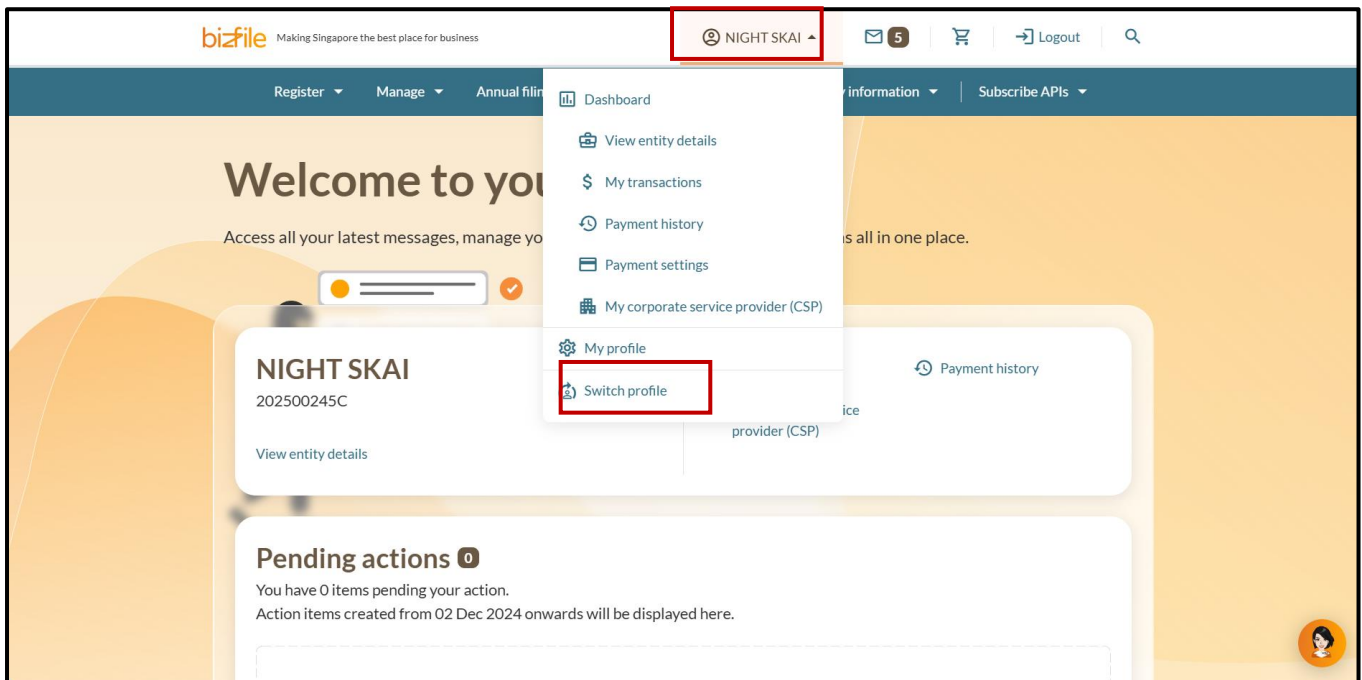 bizfile Making Singapore the best place for business
NIGHT SKAI
5
Logout
Register
Manage
Annual filin
y information
Subscribe APIs
Dashboard
View entity details
My transactions
Payment history
Payment settings
My corporate service provider (CSP)
My profile
Switch profile
Welcome to you
Access all your latest messages, manage yo
s all in one place.
NIGHT SKAI
202500245C
View entity details
Payment history
ice
provider (CSP)
Pending actions 0
You have 0 items pending your action.
Action items created from 02 Dec 2024 onwards will be displayed here.